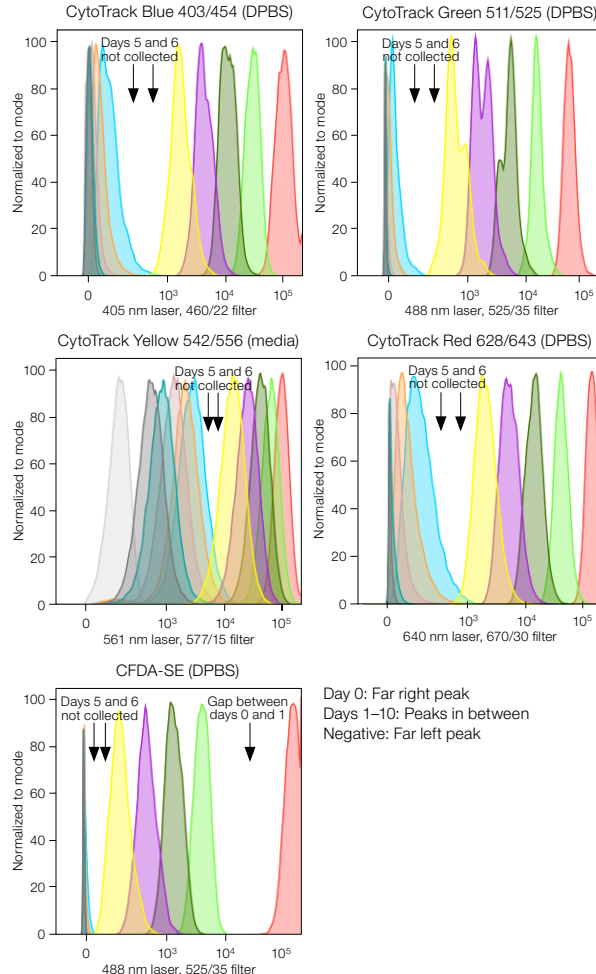 CytoTrack Blue 403/454 (DPBS)
Normalized to mode
100
80
60
40
20
0
Days 5 and 6
not collected
0
10³
10⁴
10⁵
405 nm laser, 460/22 filter
CytoTrack Green 511/525 (DPBS)
Normalized to mode
100
80
60
40
20
0
Days 5 and 6
not collected
0
10³
10⁴
10⁵
488 nm laser, 525/35 filter
CytoTrack Yellow 542/556 (media)
Normalized to mode
100
80
60
40
20
0
Days 5 and 6
not collected
0
10³
10⁴
10⁵
561 nm laser, 577/15 filter
CytoTrack Red 628/643 (DPBS)
Normalized to mode
100
80
60
40
20
0
Days 5 and 6
not collected
0
10³
10⁴
10⁵
640 nm laser, 670/30 filter
CFDA-SE (DPBS)
Normalized to mode
100
80
60
40
20
0
Days 5 and 6
not collected
Gap between
days 0 and 1
0
10³
10⁴
10⁵
488 nm laser, 525/35 filter
Day 0: Far right peak
Days 1–10: Peaks in between
Negative: Far left peak